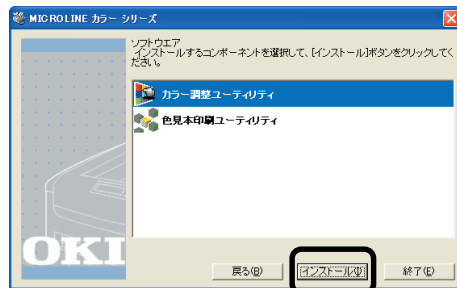 MICROLINE カラー シリーズ
ソフトウエア
インストールするコンポーネントを選択して、[インストール]ボタンをクリックしてく
ださい。
カラー調整ユーティリティ
色見本印刷ユーティリティ
OKI
戻る(B)
インストール(I)
終了(E)